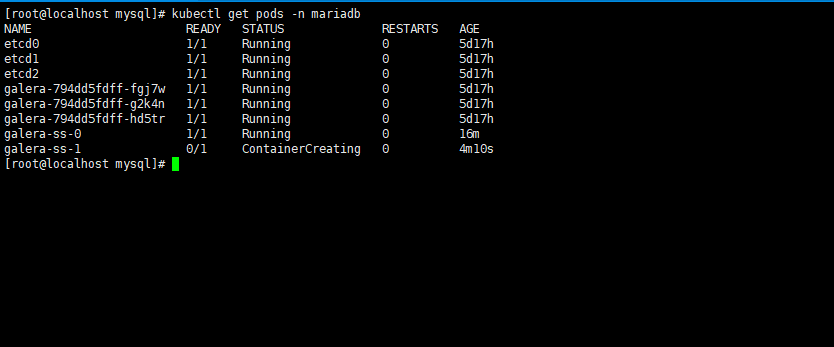 [root@localhost mysql]# kubectl get pods -n mariadb
NAME                      READY   STATUS              RESTARTS   AGE
etcd0                     1/1     Running             0          5d17h
etcd1                     1/1     Running             0          5d17h
etcd2                     1/1     Running             0          5d17h
galera-794dd5fdff-fgj7w   1/1     Running             0          5d17h
galera-794dd5fdff-g2k4n   1/1     Running             0          5d17h
galera-794dd5fdff-hd5tr   1/1     Running             0          5d17h
galera-ss-0               1/1     Running             0          16m
galera-ss-1               0/1     ContainerCreating   0          4m10s
[root@localhost mysql]#